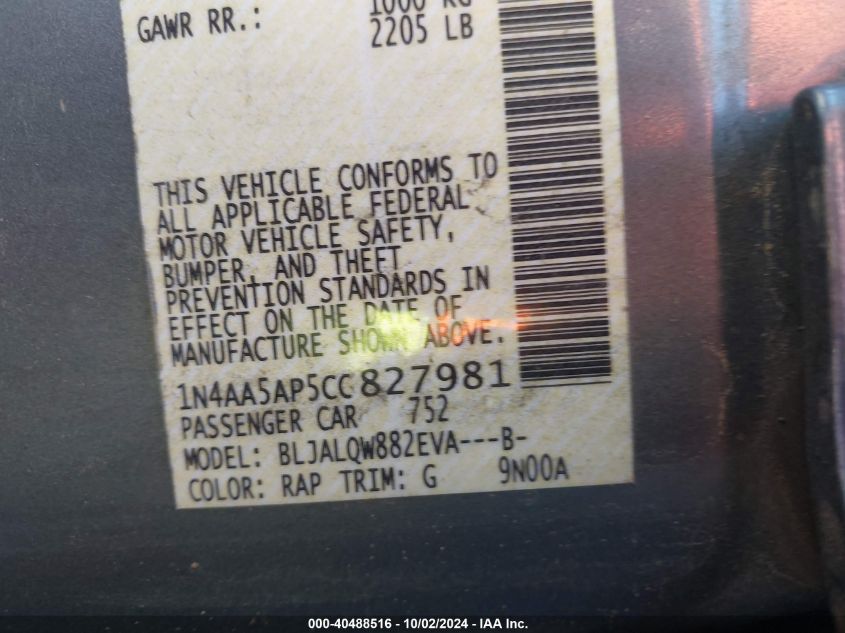 GAWR RR.: 1000 KG
2205 LB
THIS VEHICLE CONFORMS TO
ALL APPLICABLE FEDERAL
MOTOR VEHICLE SAFETY,
BUMPER, AND THEFT
PREVENTION STANDARDS IN
EFFECT ON THE DATE OF
MANUFACTURE SHOWN ABOVE.
1N4AA5AP5CC827981
PASSENGER CAR 752
MODEL: BLJALQW882EVA---B-
COLOR: RAP TRIM: G 9N00A
000-40488516 - 10/02/2024 - IAA Inc.